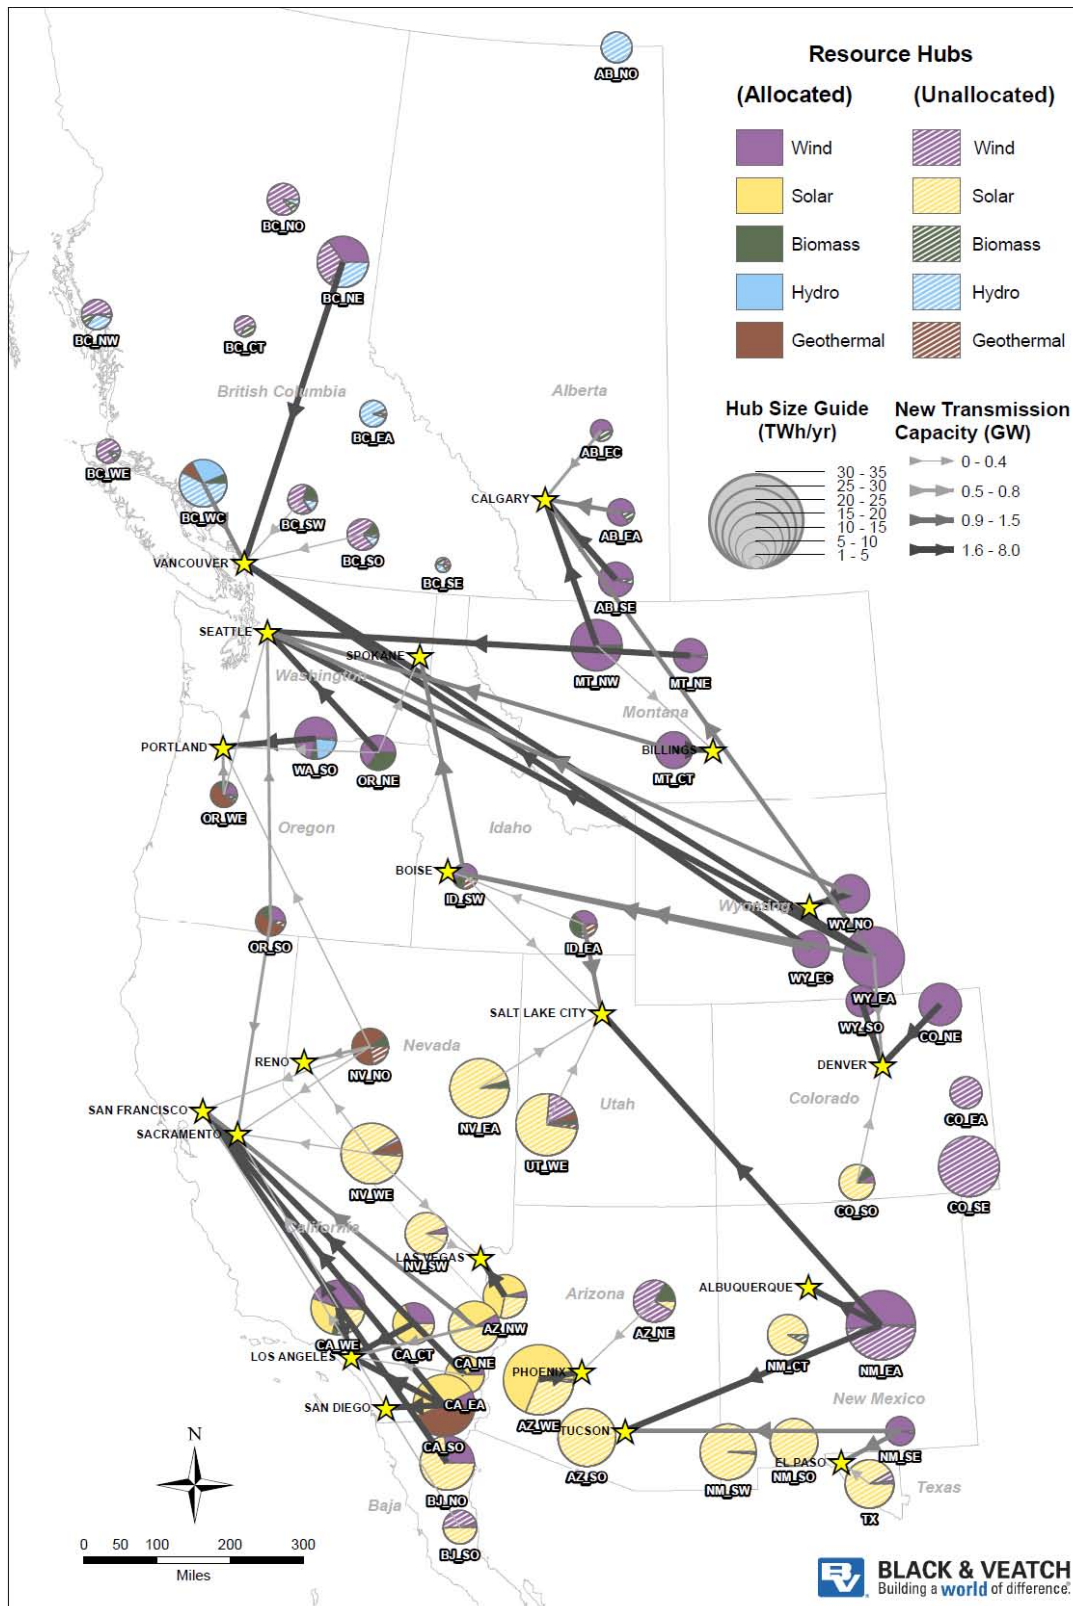 AB_NO
Resource Hubs
(Allocated) (Unallocated)
Wind Wind
Solar Solar
Biomass Biomass
Hydro Hydro
Geothermal Geothermal
BC_NO
BC_NE
BC_NW
BC_CT
British Columbia
Alberta
BC_EA
AB_EC
BC_WE
BC_WC
BC_SW
CALGARY
AB_EA
BC_SO
VANCOUVER
BC_SE
AB_SE
Hub Size Guide
(TWh/yr)
30 - 35
25 - 30
20 - 25
15 - 20
10 - 15
5 - 10
1 - 5
New Transmission
Capacity (GW)
0 - 0.4
0.5 - 0.8
0.9 - 1.5
1.6 - 8.0
SEATTLE
SPOKANE
Washington
MT_NW
MT_NE
Montana
PORTLAND
BILLINGS
WA_SO
OR_NE
MT_CT
OR_WE
Oregon
Idaho
BOISE
ID_SW
Wyoming
WY_NO
OR_SO
ID_EA
WY_EC
WY_EA
WY_SO
CO_NE
SALT LAKE CITY
Nevada
RENO
NV_NO
DENVER
SAN FRANCISCO
SACRAMENTO
NV_EA
Utah
Colorado
CO_EA
UT_WE
NV_WE
CO_SO
CO_SE
California
LAS VEGAS
NV_SW
ALBUQUERQUE
Arizona
AZ_NW
AZ_NE
CA_WE
CA_CT
CA_NE
LOS ANGELES
NM_CT
NM_EA
PHOENIX
New Mexico
SAN DIEGO
CA_EA
AZ_WE
CA_SO
TUCSON
AZ_SO
NM_SE
EL PASO
NM_SO
NM_SW
BJ_NO
Baja
TX
Texas
BJ_SO
N
0 50 100 200 300
Miles
BV
BLACK & VEATCH
Building a world of difference.